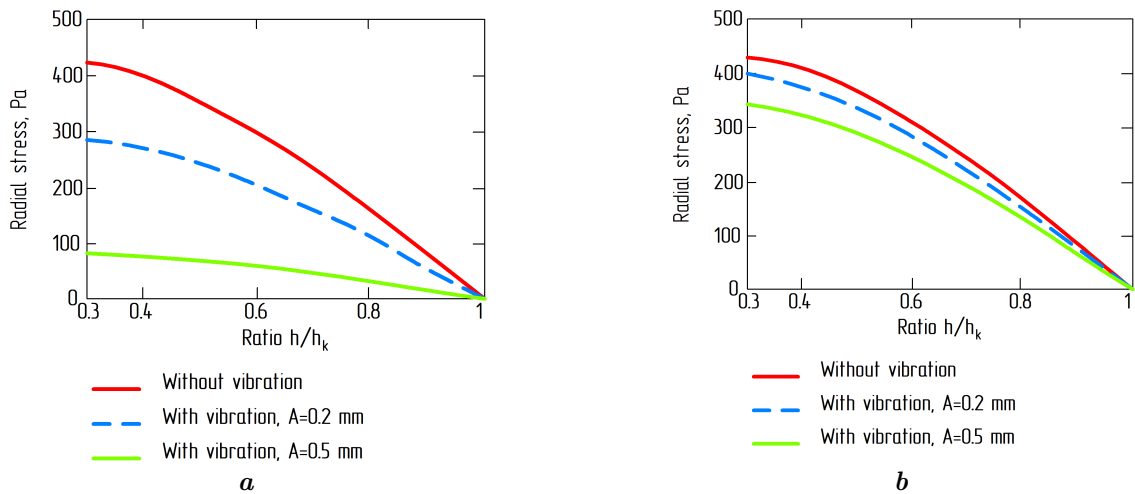 500
400
300
200
100
0
Radial stress, Pa
0.3 0.4 0.6 0.8 1
Ratio h/hₖ
Without vibration
With vibration, A=0.2 mm
With vibration, A=0.5 mm
a
500
400
300
200
100
0
Radial stress, Pa
0.3 0.4 0.6 0.8 1
Ratio h/hₖ
Without vibration
With vibration, A=0.2 mm
With vibration, A=0.5 mm
b